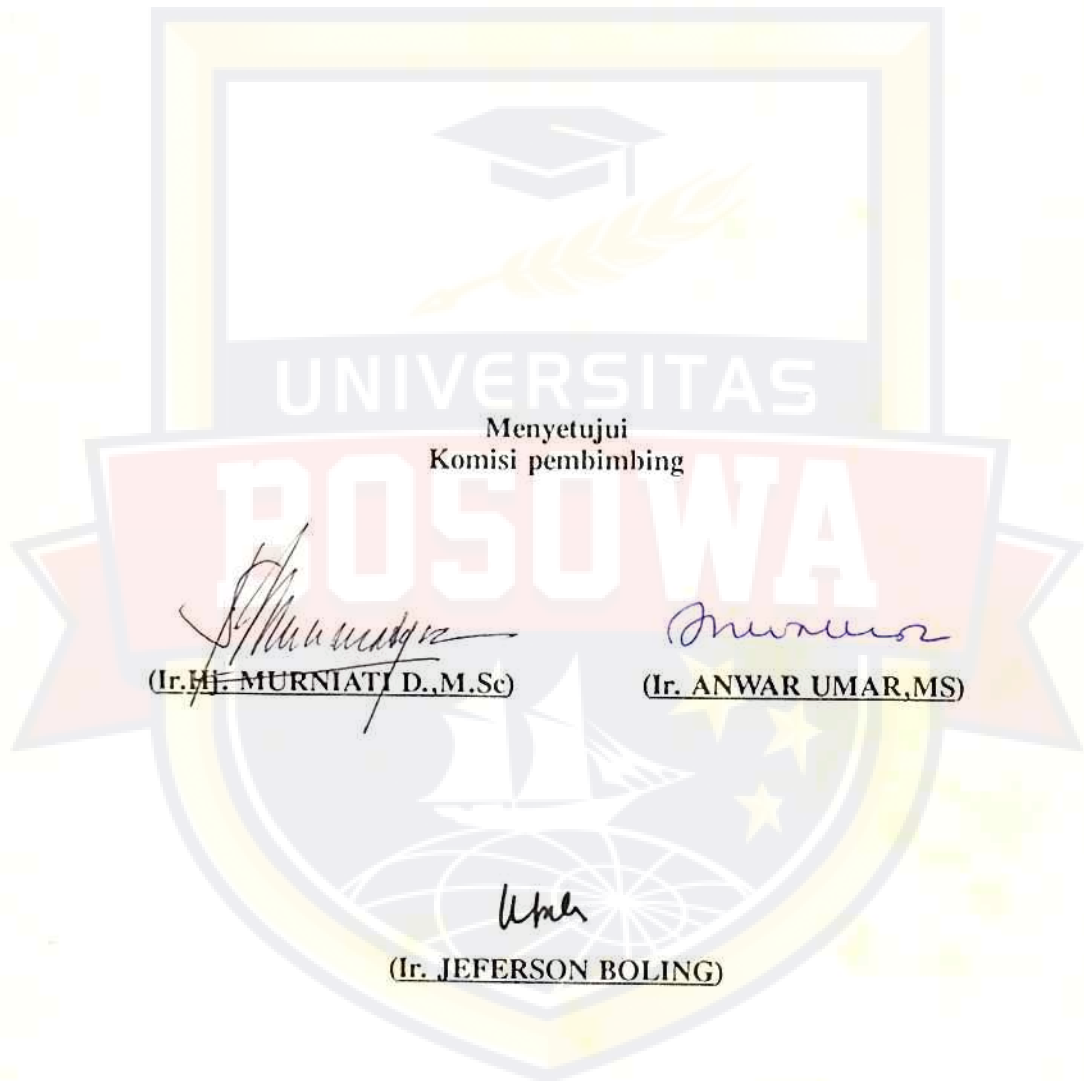 UNIVERSITAS
BOSOWA
Menyetujui
Komisi pembimbing
(Ir.Hj. MURNIATI D.,M.Sc)
(Ir. ANWAR UMAR,MS)
(Ir. JEFERSON BOLING)